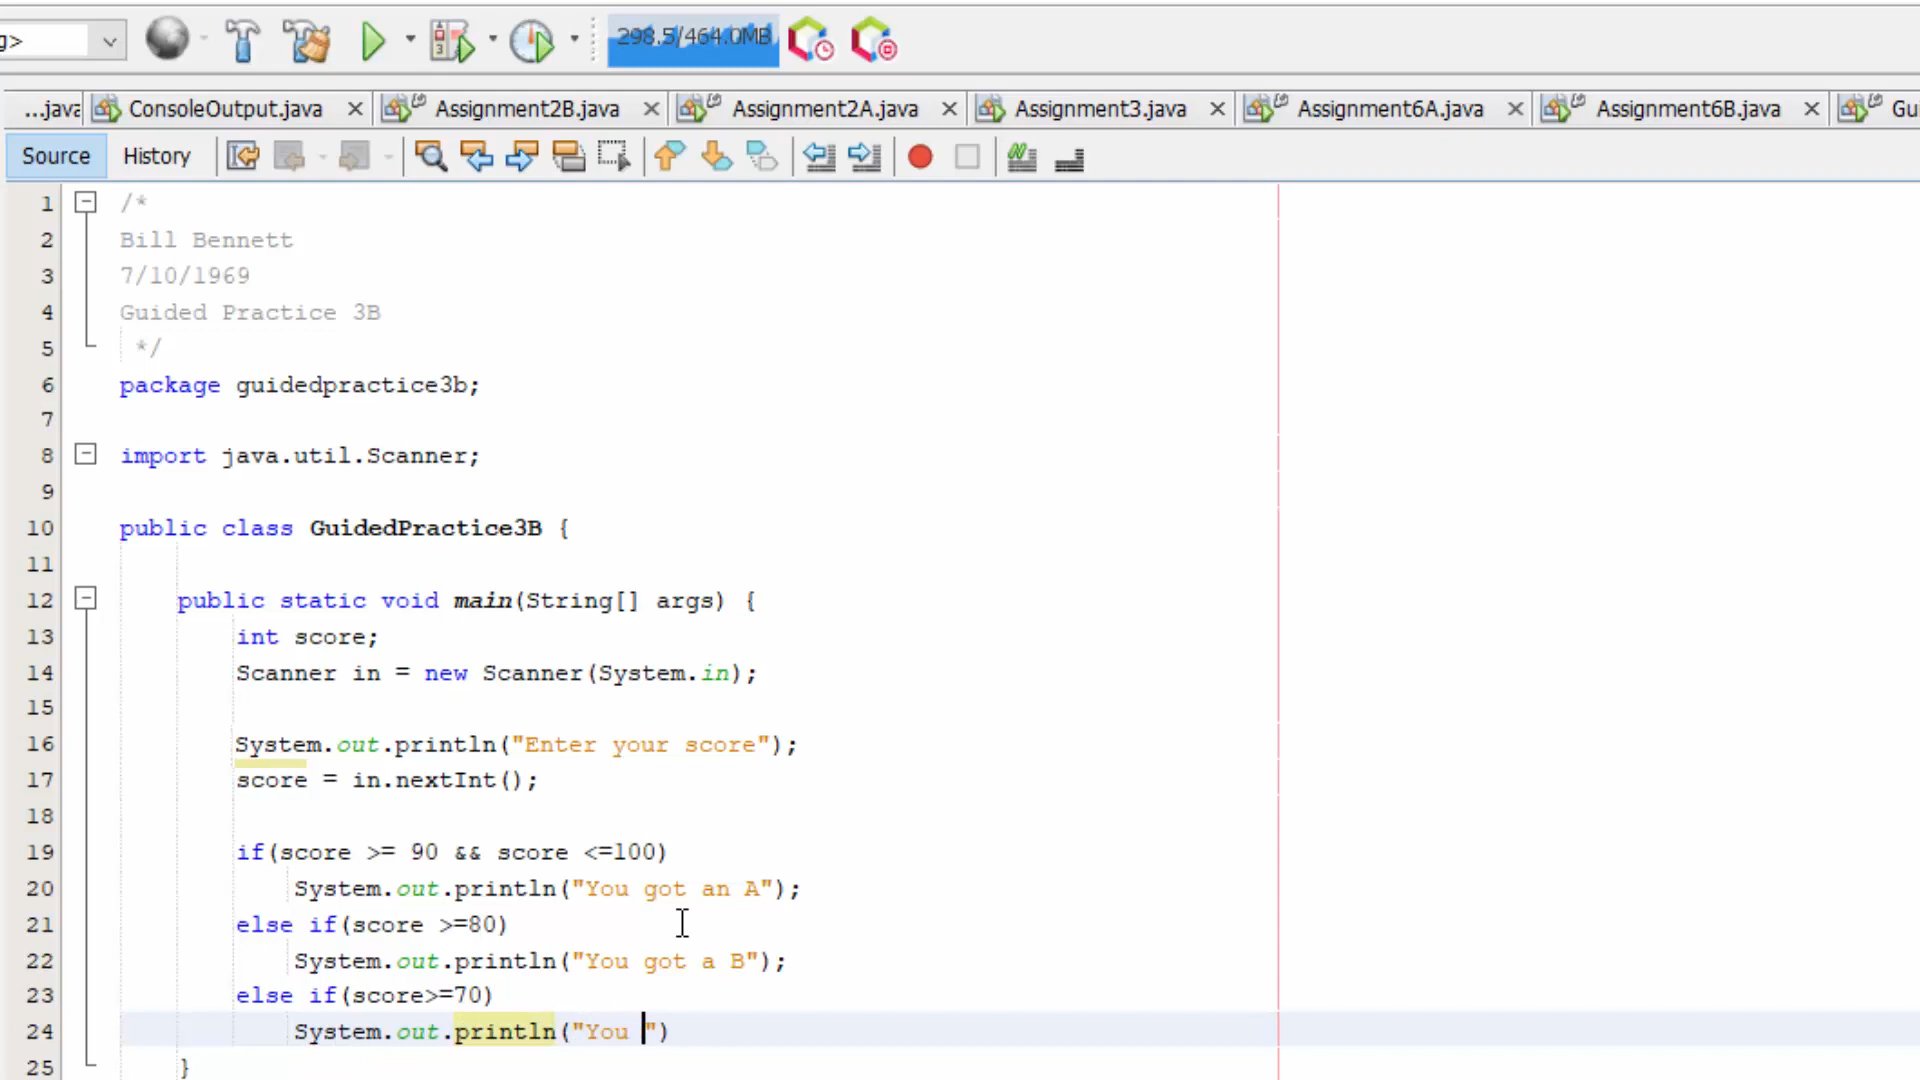 g>
298.5/464.0MB
...java
ConsoleOutput.java
Assignment2B.java
Assignment2A.java
Assignment3.java
Assignment6A.java
Assignment6B.java
Gu
Source
History
1 /*
2 Bill Bennett
3 7/10/1969
4 Guided Practice 3B
5 */
6 package guidedpractice3b;
7
8 import java.util.Scanner;
9
10 public class GuidedPractice3B {
11
12 public static void main(String[] args) {
13 int score;
14 Scanner in = new Scanner(System.in);
15
16 System.out.println("Enter your score");
17 score = in.nextInt();
18
19 if(score >= 90 && score <=100)
20 System.out.println("You got an A");
21 else if(score >=80)
22 System.out.println("You got a B");
23 else if(score>=70)
24 System.out.println("You ")
25 }